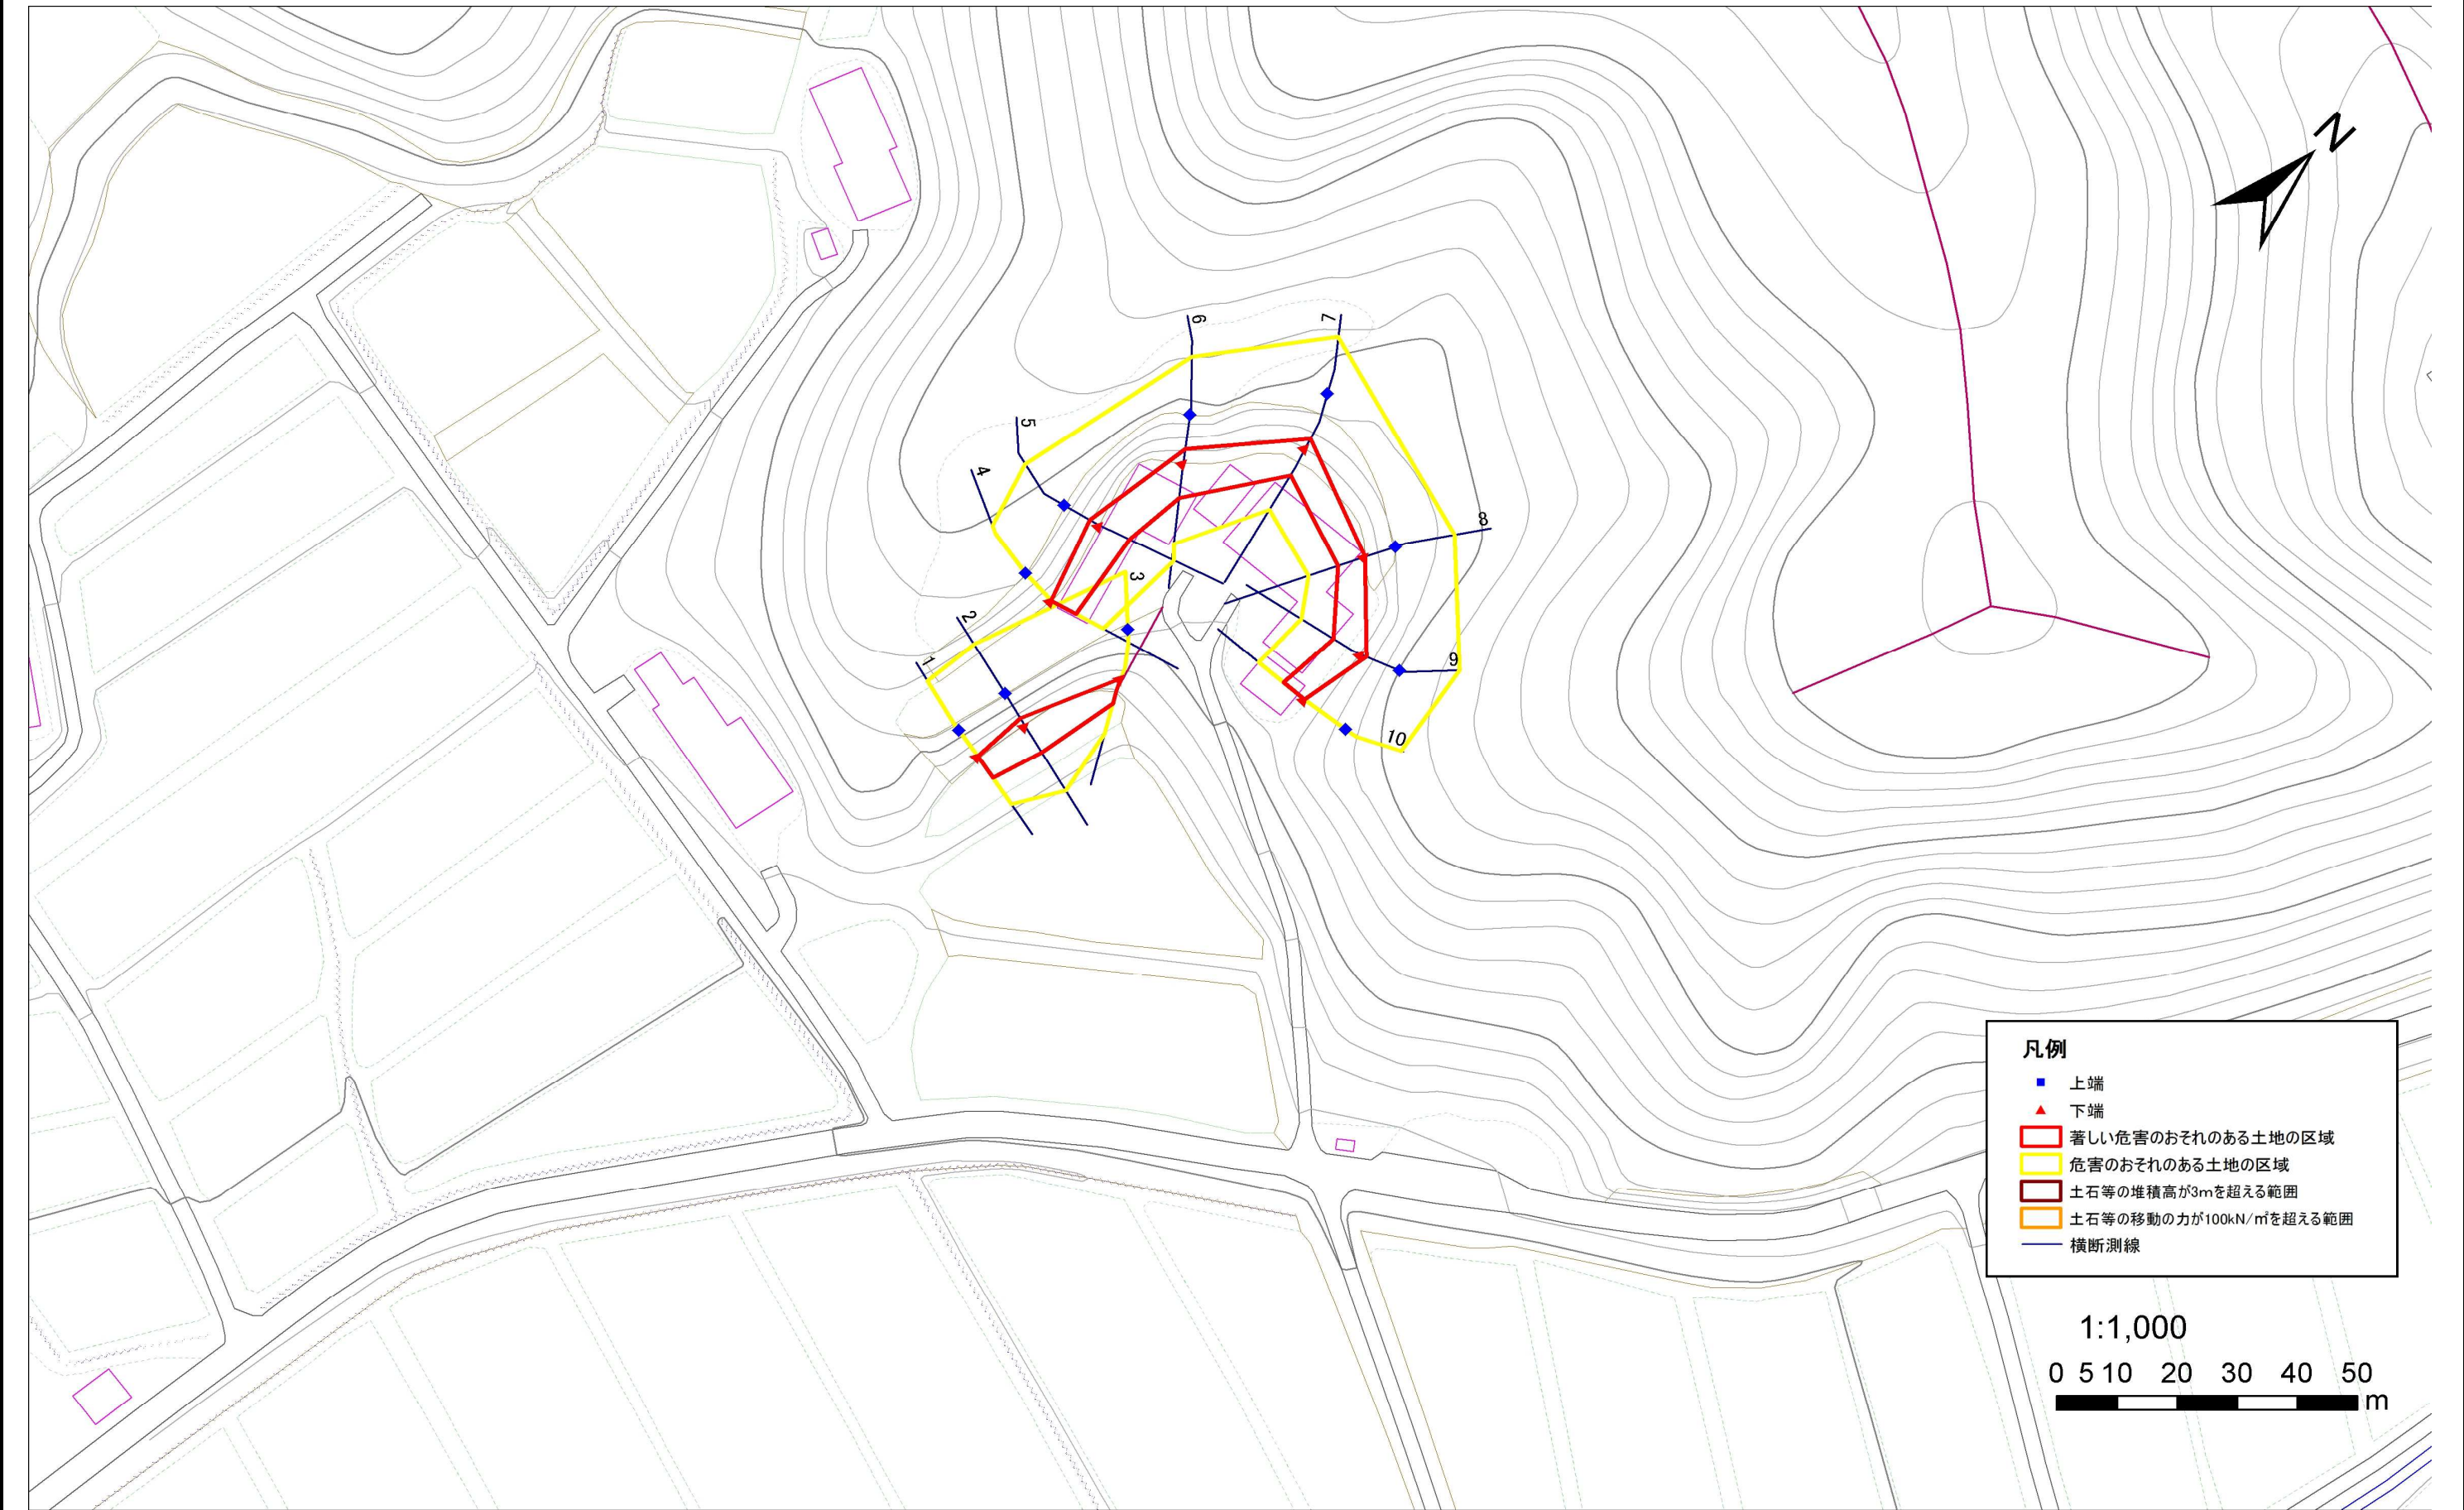 N
6
7
5
4
8
3
2
1
9
10
凡例
上端
下端
著しい危害のおそれのある土地の区域
危害のおそれのある土地の区域
土石等の堆積高が3mを超える範囲
土石等の移動の力が100kN/㎡を超える範囲
横断測線
1:1,000
0 5 10 20 30 40 50
m